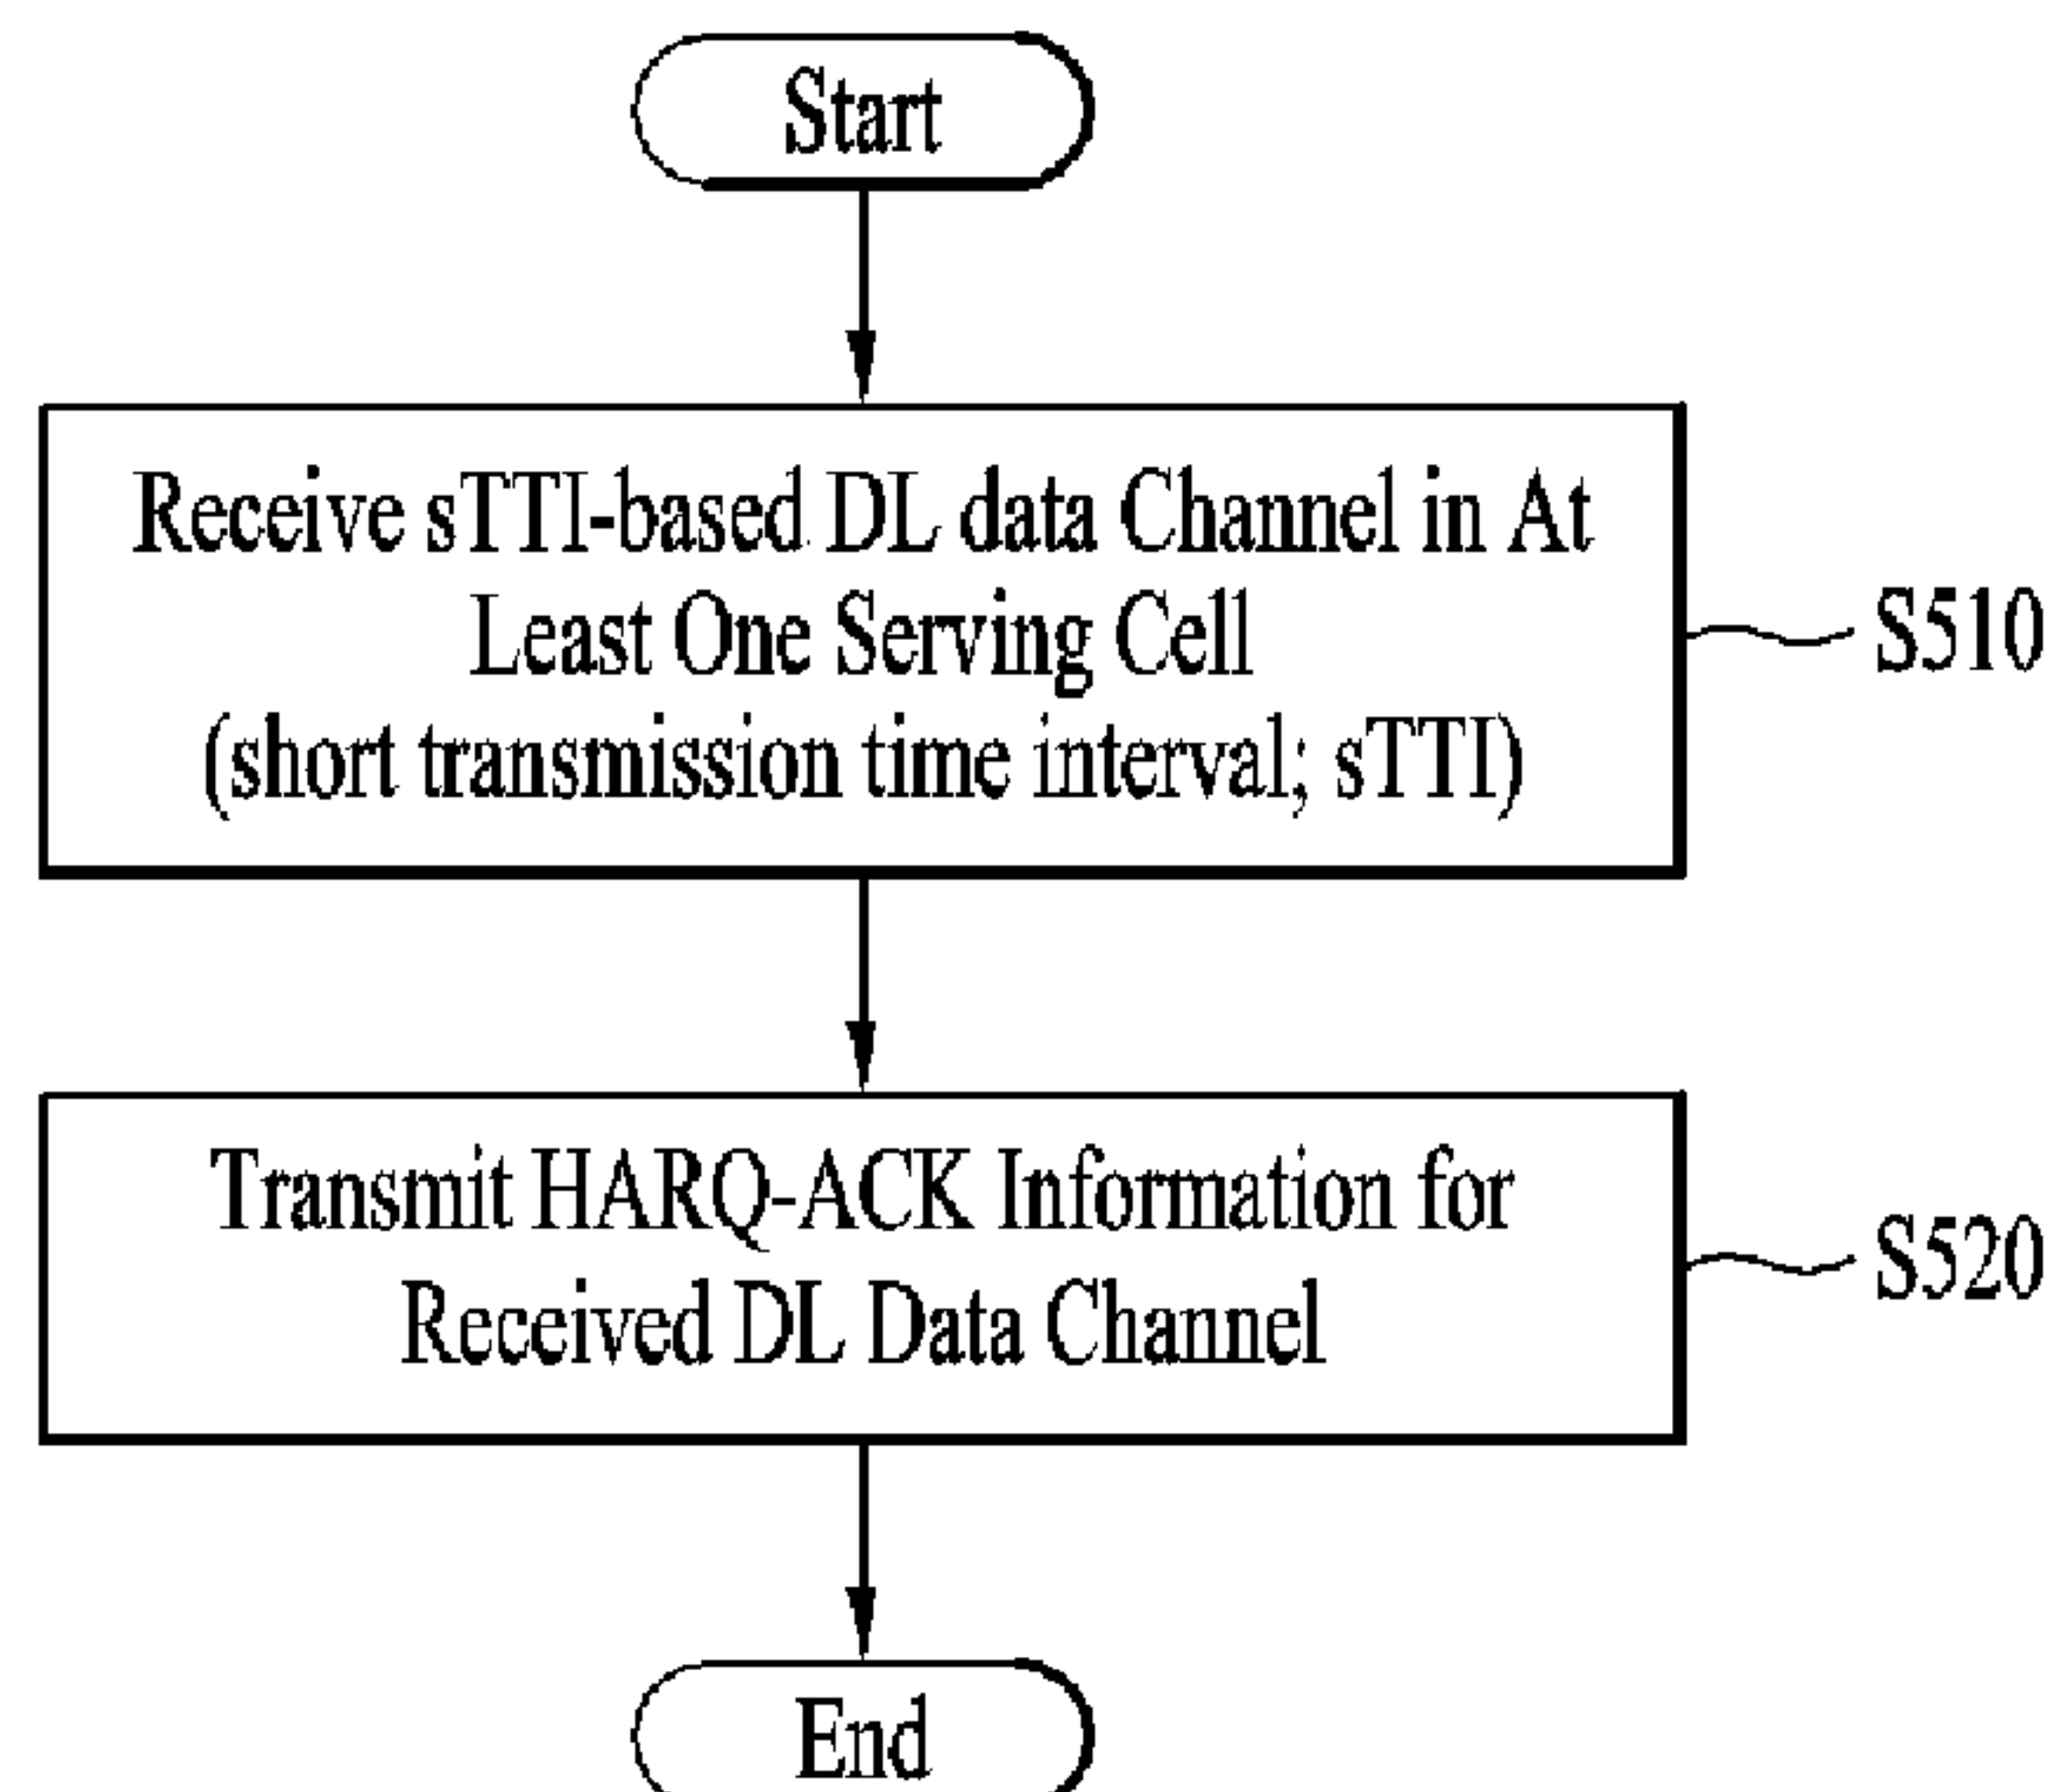 Start
Receive sTTI-based DL data Channel in At
Least One Serving Cell
(short transmission time interval; sTTI)
S510
Transmit HARQ-ACK Information for
Received DL Data Channel
S520
End